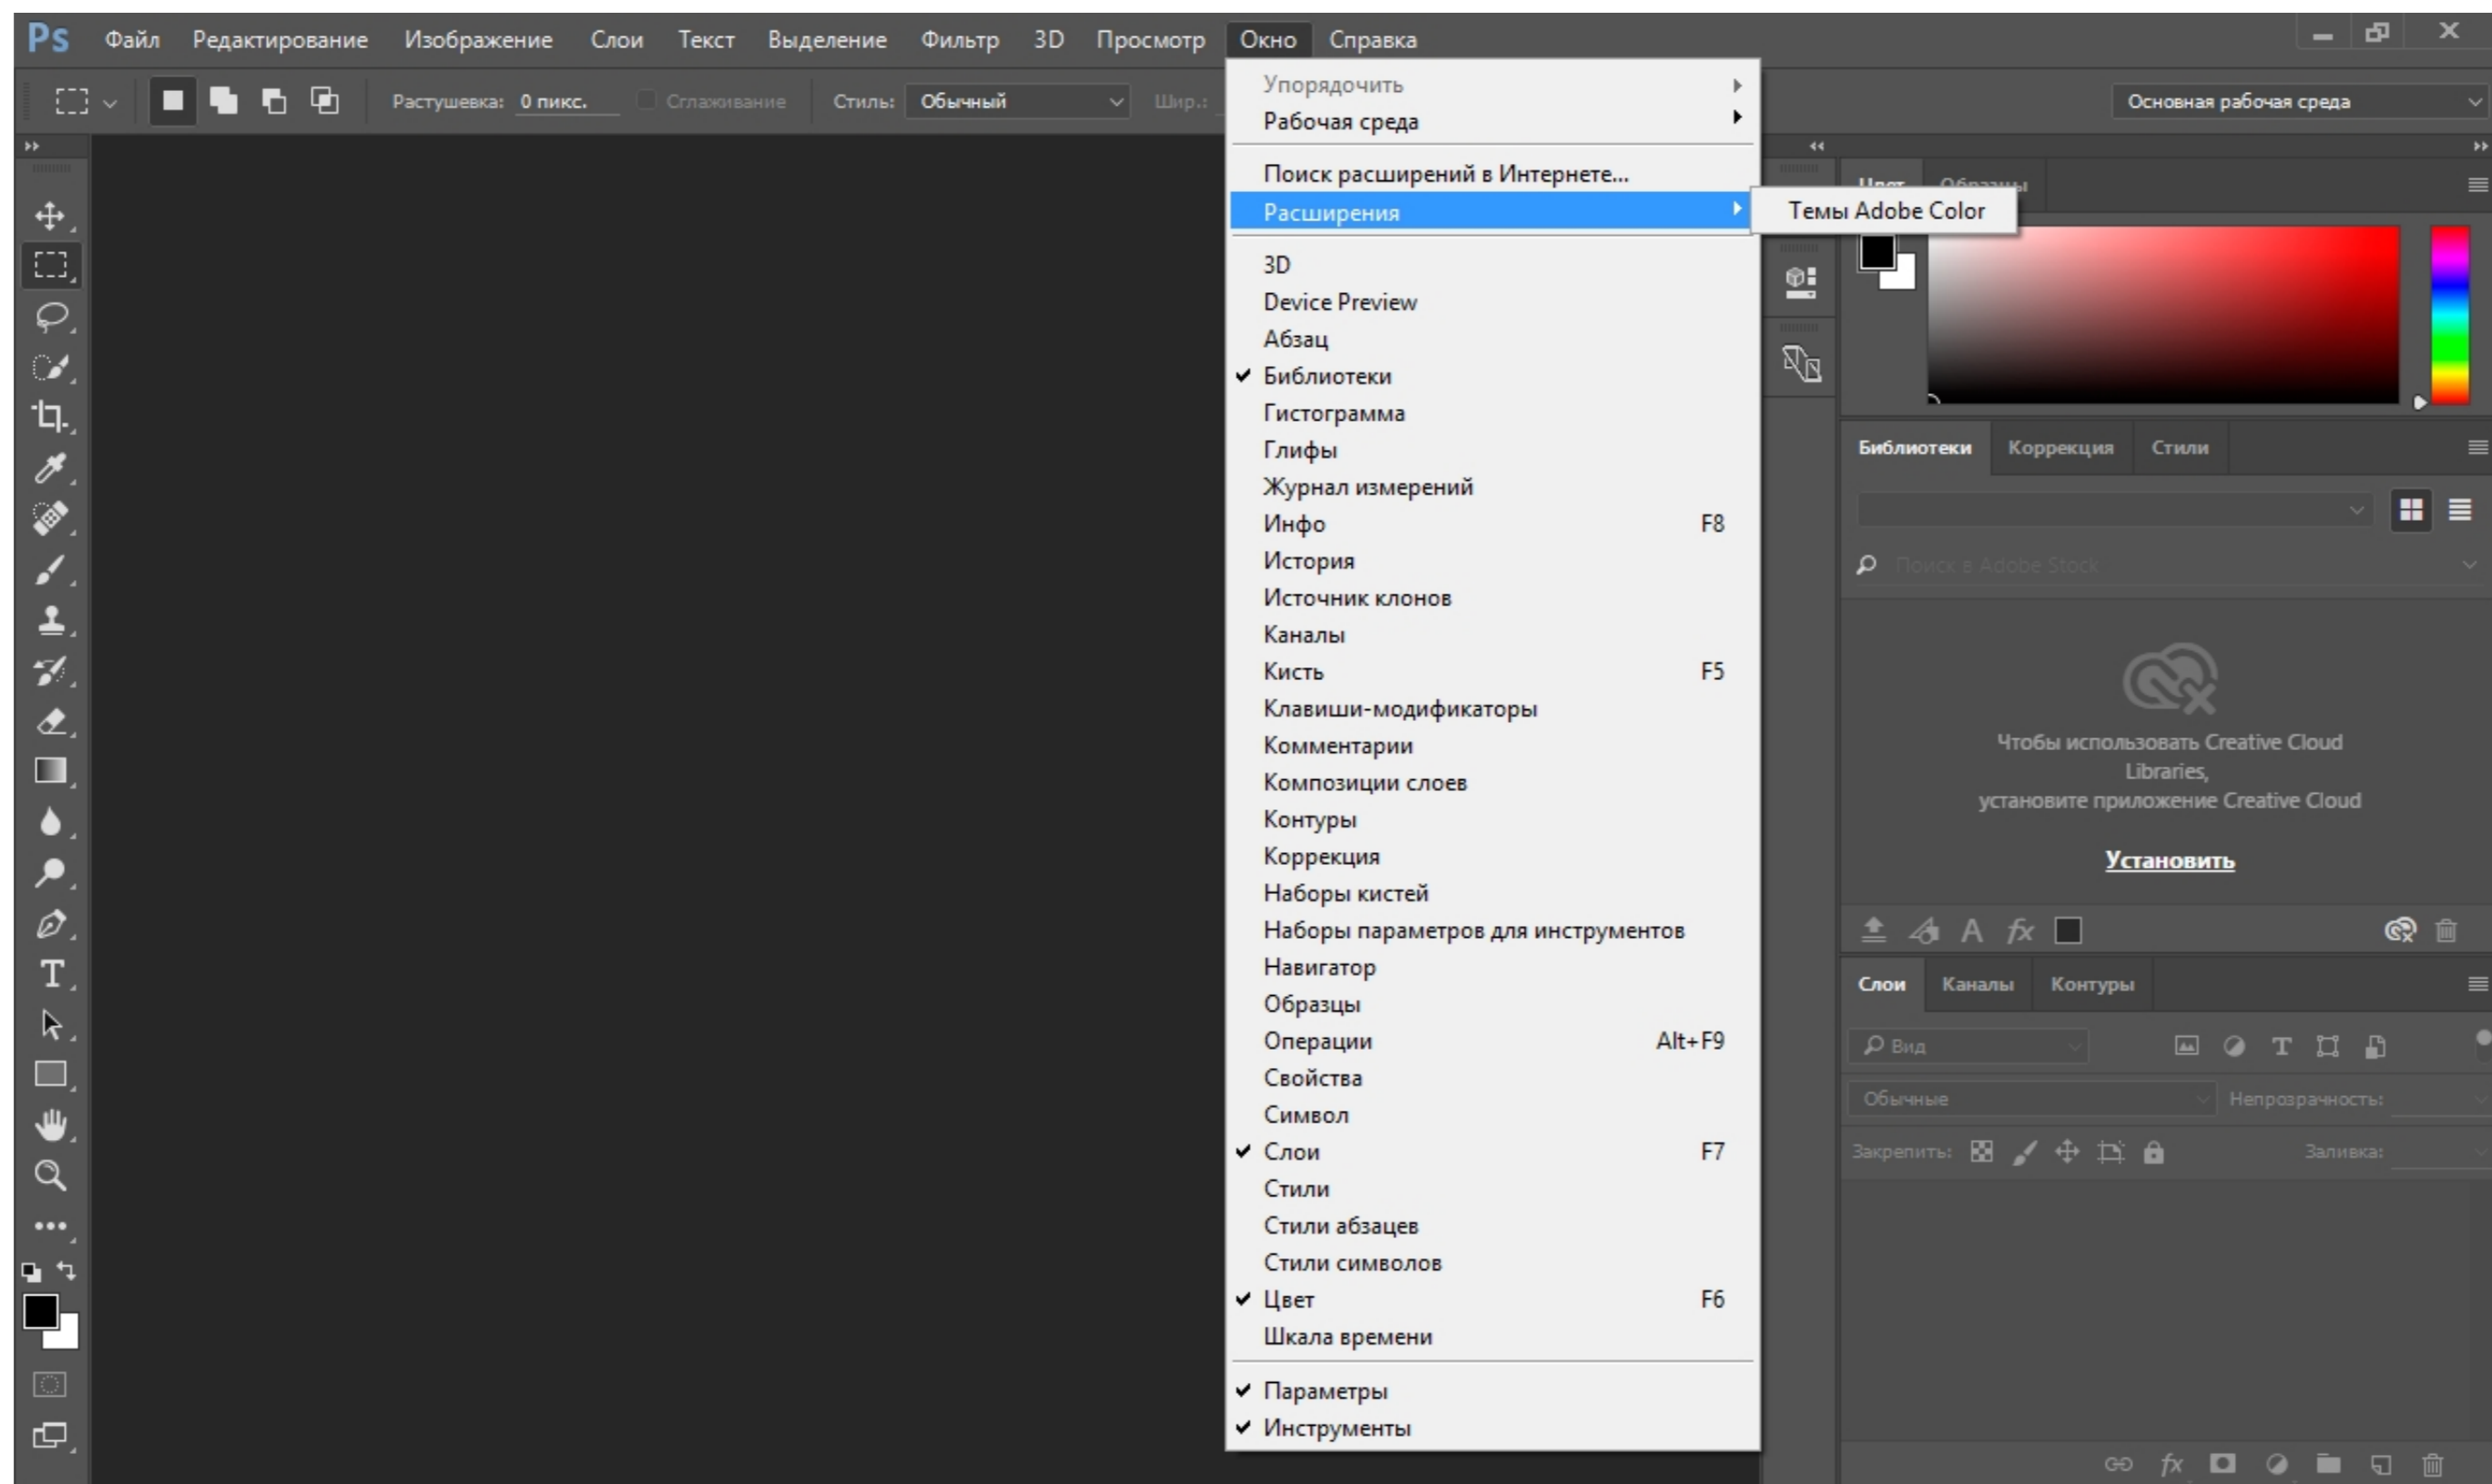 Ps Файл Редактирование Изображение Слои Текст Выделение Фильтр 3D Просмотр Окно Справка
Растушевка: 0 пикс. Сглаживание Стиль: Обычный Шир.: Основная рабочая среда
Упорядочить
Рабочая среда
Поиск расширений в Интернете...
Расширения
Темы Adobe Color
3D
Device Preview
Абзац
Библиотеки
Гистограмма
Глифы
Журнал измерений
Инфо F8
История
Источник клонов
Каналы
Кисть F5
Клавиши-модификаторы
Комментарии
Композиции слоев
Контуры
Коррекция
Наборы кистей
Наборы параметров для инструментов
Навигатор
Образцы
Операции Alt+F9
Свойства
Символ
Слои F7
Стили
Стили абзацев
Стили символов
Цвет F6
Шкала времени
Параметры
Инструменты
Цвет Образцы
Библиотеки Коррекция Стили
Поиск в Adobe Stock
Чтобы использовать Creative Cloud
Libraries,
установите приложение Creative Cloud
Установить
Слои Каналы Контуры
Вид
Обычные Непрозрачность:
Закрепить: Заливка: